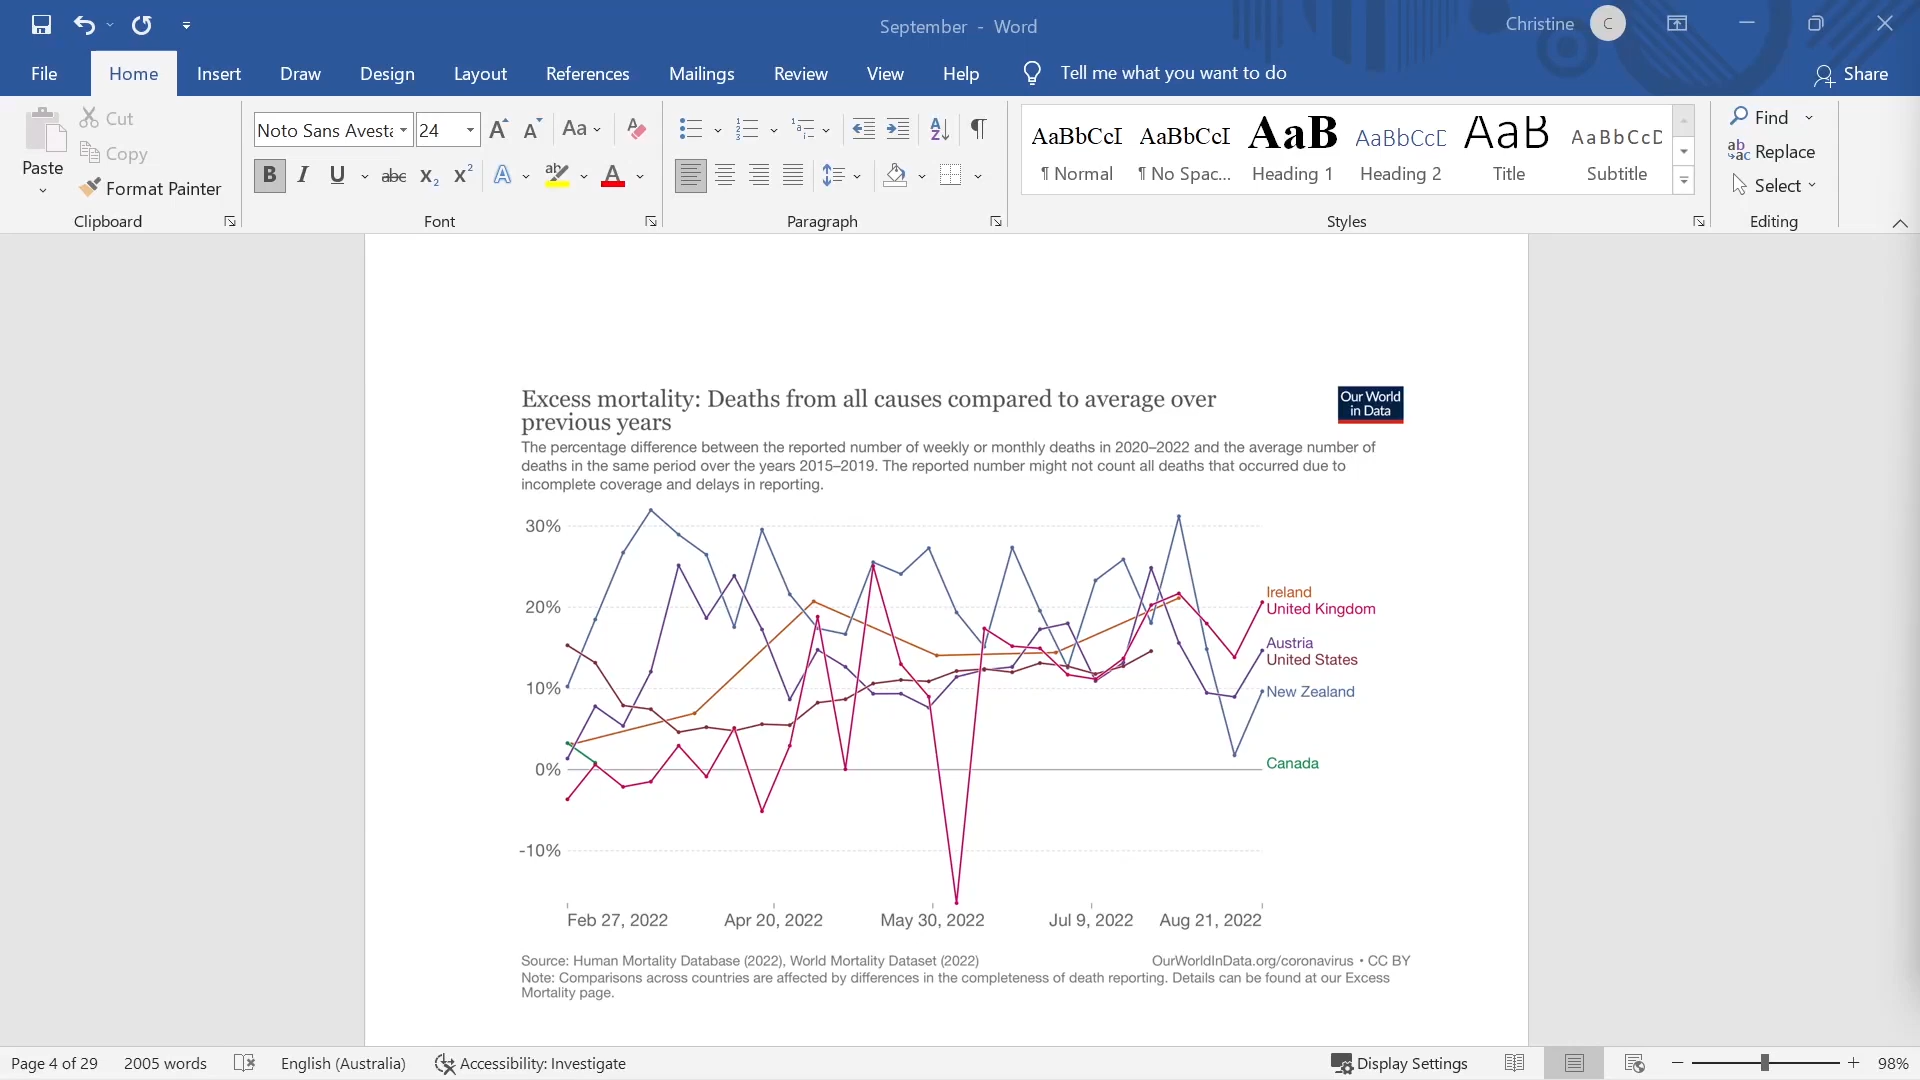 September - Word
Christine C
File Home Insert Draw Design Layout References Mailings Review View Help Tell me what you want to do Share
Paste
Cut
Copy
Format Painter
Clipboard
Noto Sans Avesta 24
Aa
B I U abc X₂ X² A ab A
Font
Paragraph
AaBbCcI AaBbCcI AaB AaBbCcD AaB AaBbCcD
¶ Normal ¶ No Spac... Heading 1 Heading 2 Title Subtitle
Styles
Find
Replace
Select
Editing
Excess mortality: Deaths from all causes compared to average over
previous years
Our World
in Data
The percentage difference between the reported number of weekly or monthly deaths in 2020–2022 and the average number of
deaths in the same period over the years 2015–2019. The reported number might not count all deaths that occurred due to
incomplete coverage and delays in reporting.
30%
20%
10%
0%
-10%
Ireland
United Kingdom
Austria
United States
New Zealand
Canada
Feb 27, 2022 Apr 20, 2022 May 30, 2022 Jul 9, 2022 Aug 21, 2022
Source: Human Mortality Database (2022), World Mortality Dataset (2022) OurWorldInData.org/coronavirus • CC BY
Note: Comparisons across countries are affected by differences in the completeness of death reporting. Details can be found at our Excess
Mortality page.
Page 4 of 29 2005 words English (Australia) Accessibility: Investigate Display Settings 98%